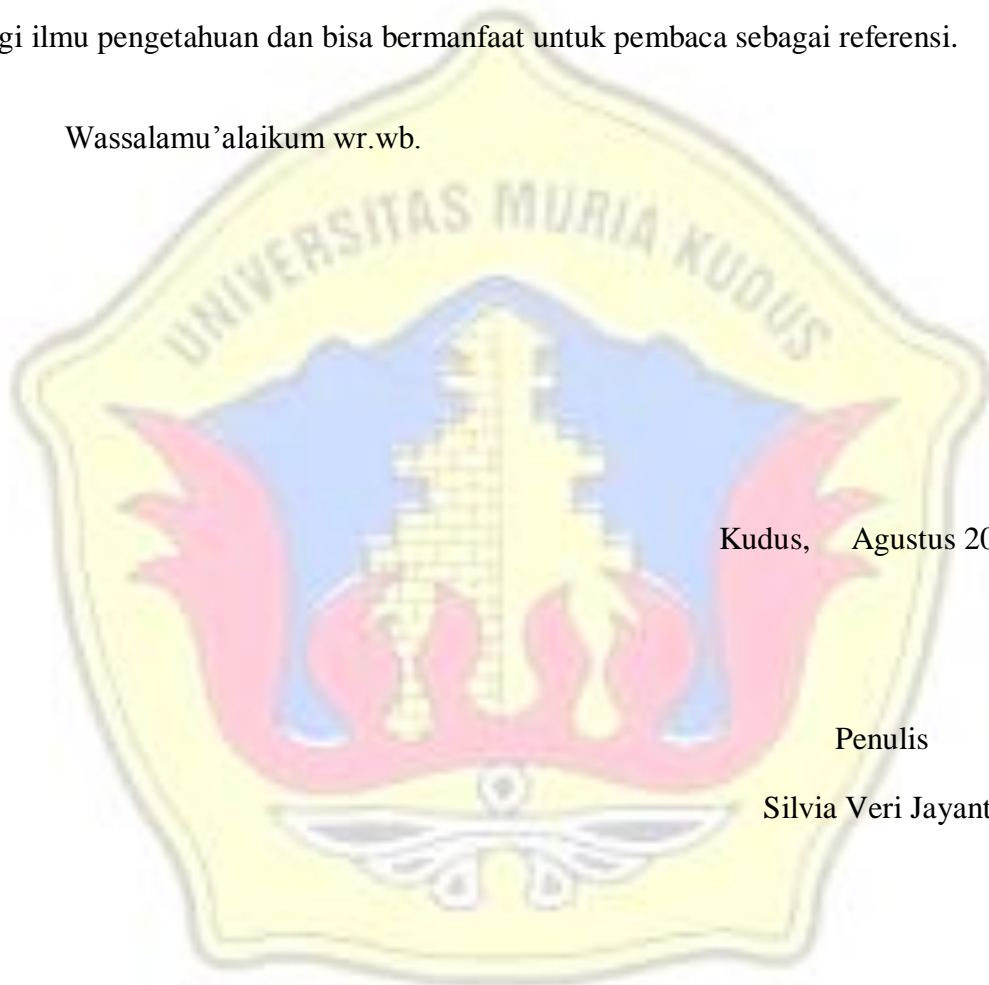 gi ilmu pengetahuan dan bisa bermanfaat untuk pembaca sebagai referensi.
Wassalamu’alaikum wr.wb.
UNIVERSITAS MURIA KUDUS
Kudus, Agustus 20
Penulis
Silvia Veri Jayant